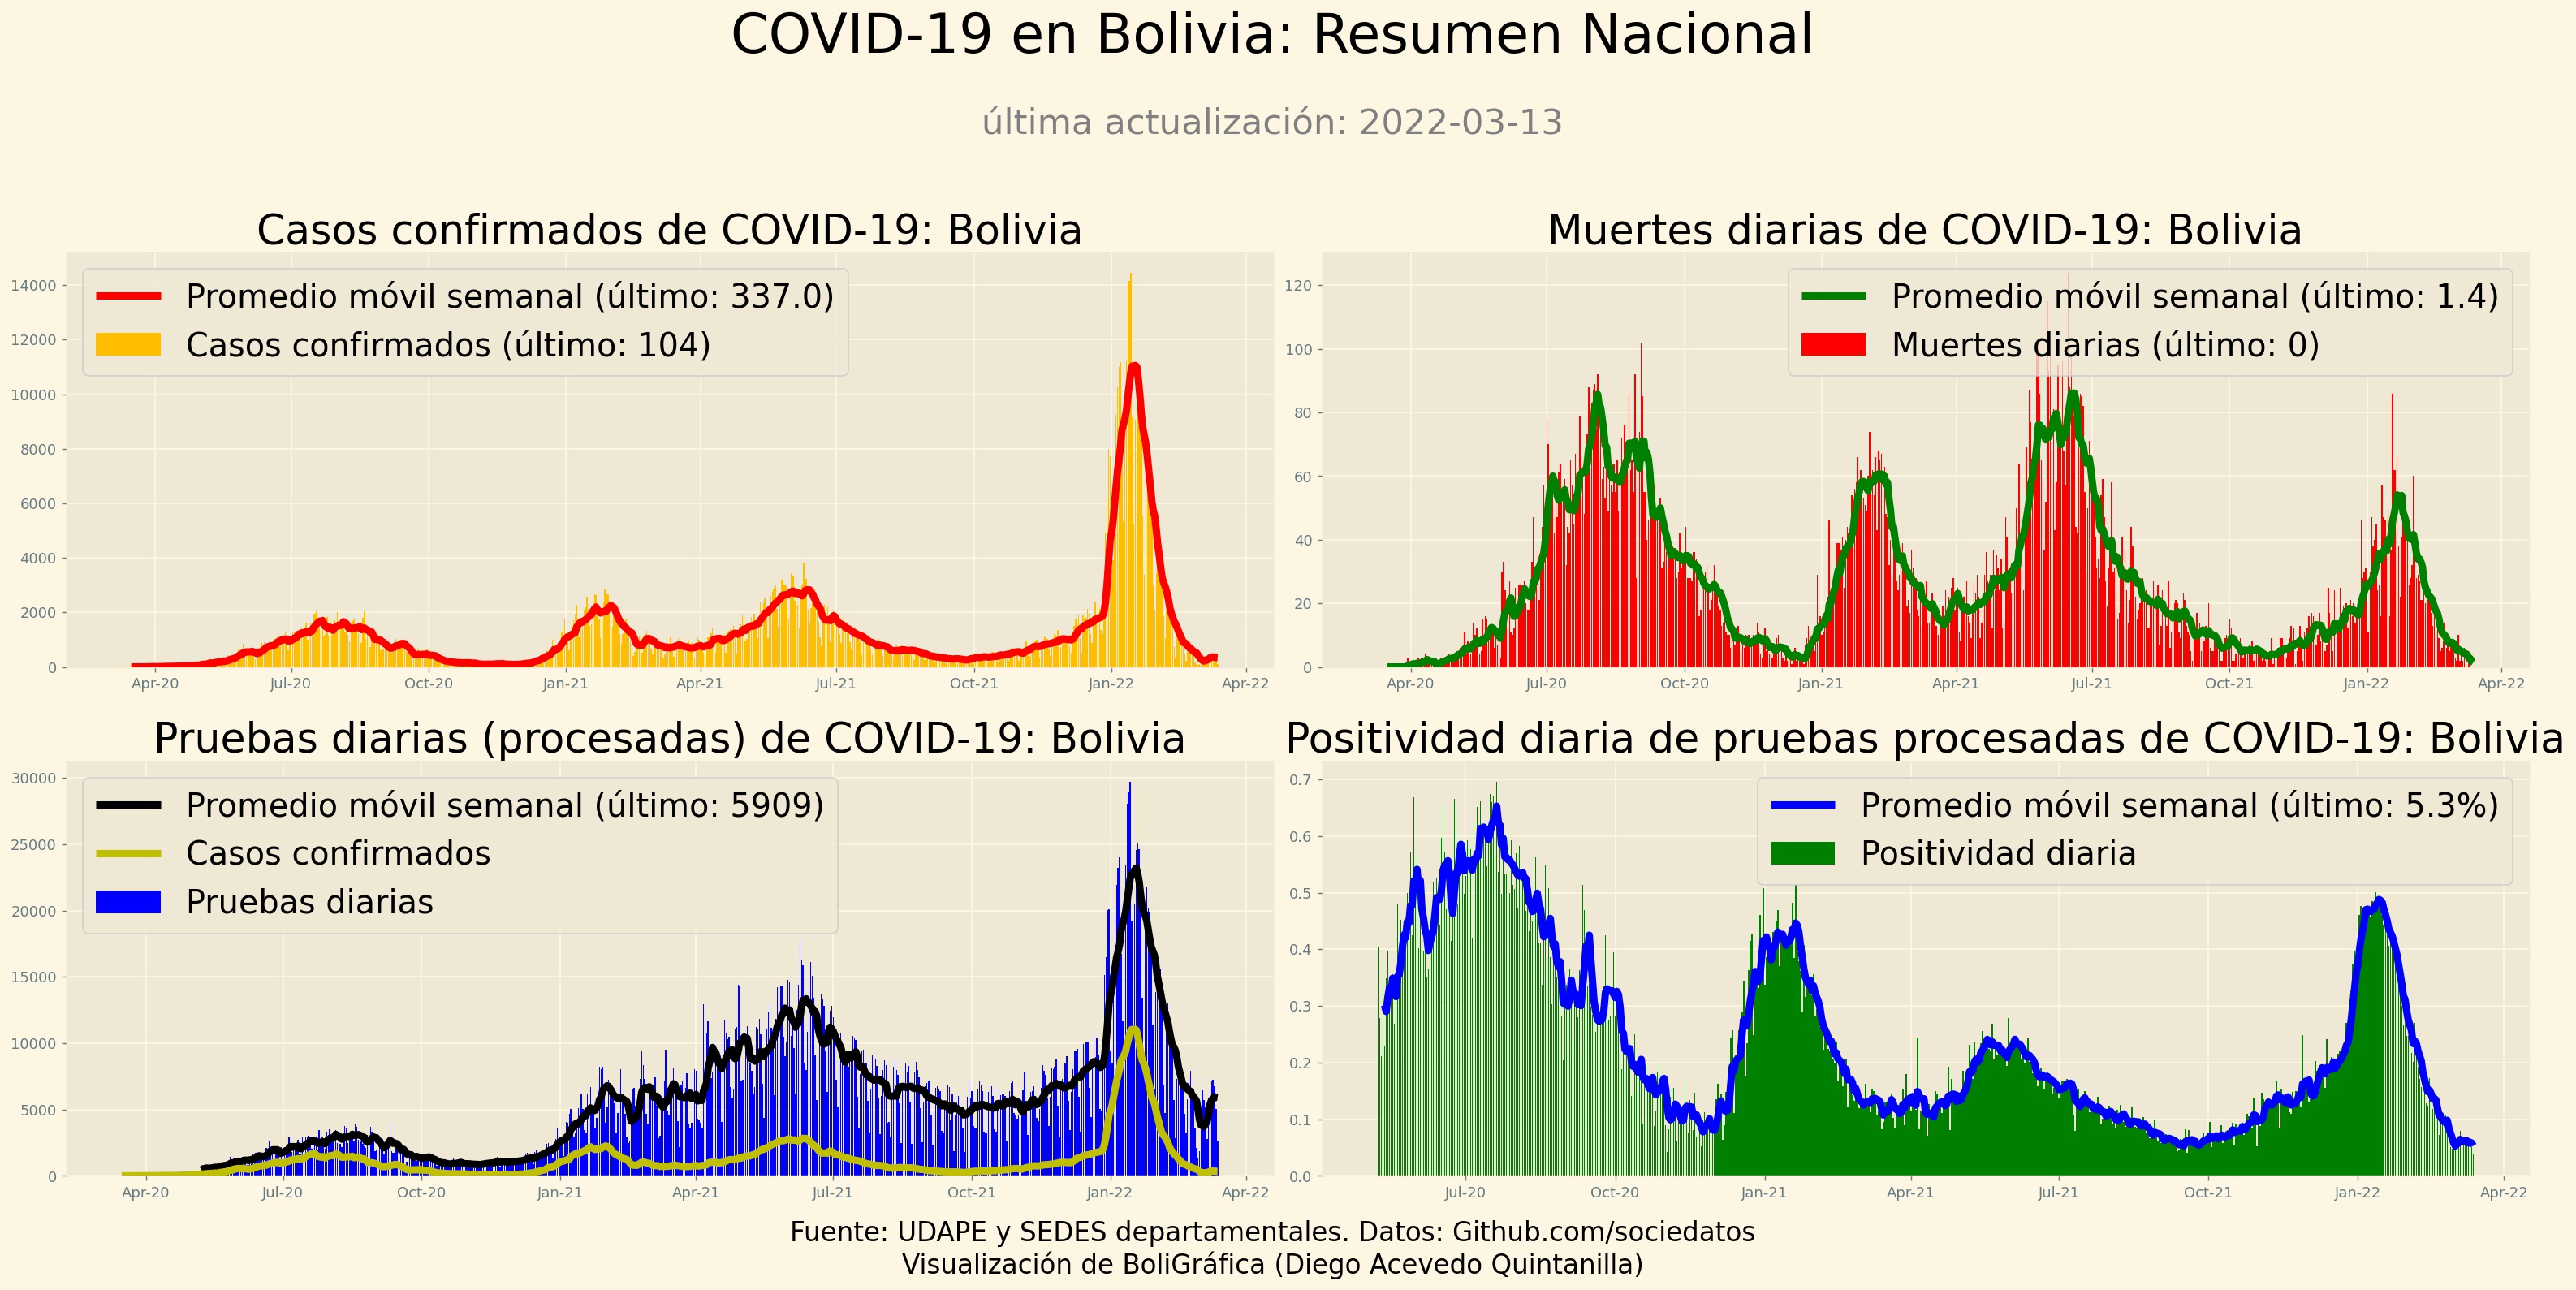 COVID-19 en Bolivia: Resumen Nacional
última actualización: 2022-03-13
Casos confirmados de COVID-19: Bolivia
Promedio móvil semanal (último: 337.0)
Casos confirmados (último: 104)
14000
12000
10000
8000
6000
4000
2000
0
Apr-20 Jul-20 Oct-20 Jan-21 Apr-21 Jul-21 Oct-21 Jan-22 Apr-22
Muertes diarias de COVID-19: Bolivia
Promedio móvil semanal (último: 1.4)
Muertes diarias (último: 0)
120
100
80
60
40
20
0
Apr-20 Jul-20 Oct-20 Jan-21 Apr-21 Jul-21 Oct-21 Jan-22 Apr-22
Pruebas diarias (procesadas) de COVID-19: Bolivia
Promedio móvil semanal (último: 5909)
Casos confirmados
Pruebas diarias
30000
25000
20000
15000
10000
5000
0
Apr-20 Jul-20 Oct-20 Jan-21 Apr-21 Jul-21 Oct-21 Jan-22 Apr-22
Positividad diaria de pruebas procesadas de COVID-19: Bolivia
Promedio móvil semanal (último: 5.3%)
Positividad diaria
0.7
0.6
0.5
0.4
0.3
0.2
0.1
0.0
Jul-20 Oct-20 Jan-21 Apr-21 Jul-21 Oct-21 Jan-22 Apr-22
Fuente: UDAPE y SEDES departamentales. Datos: Github.com/sociedatos
Visualización de BoliGráfica (Diego Acevedo Quintanilla)